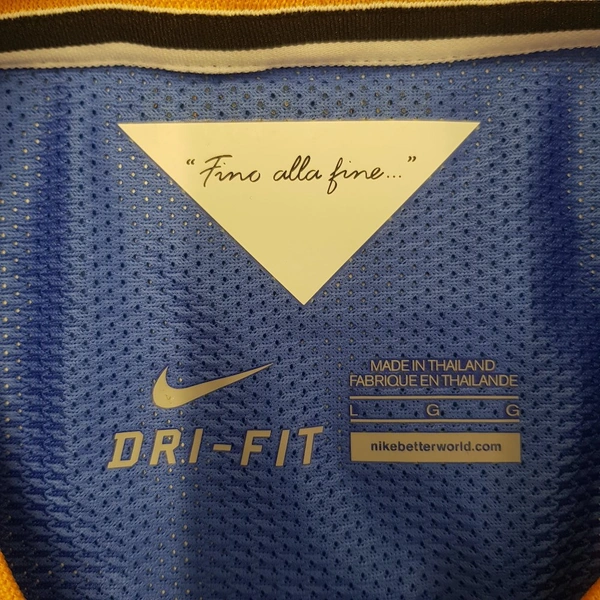 “Fino alla fine...”
DRI-FIT
MADE IN THAILAND
FABRIQUE EN THAILANDE
L G G
nikebetterworld.com